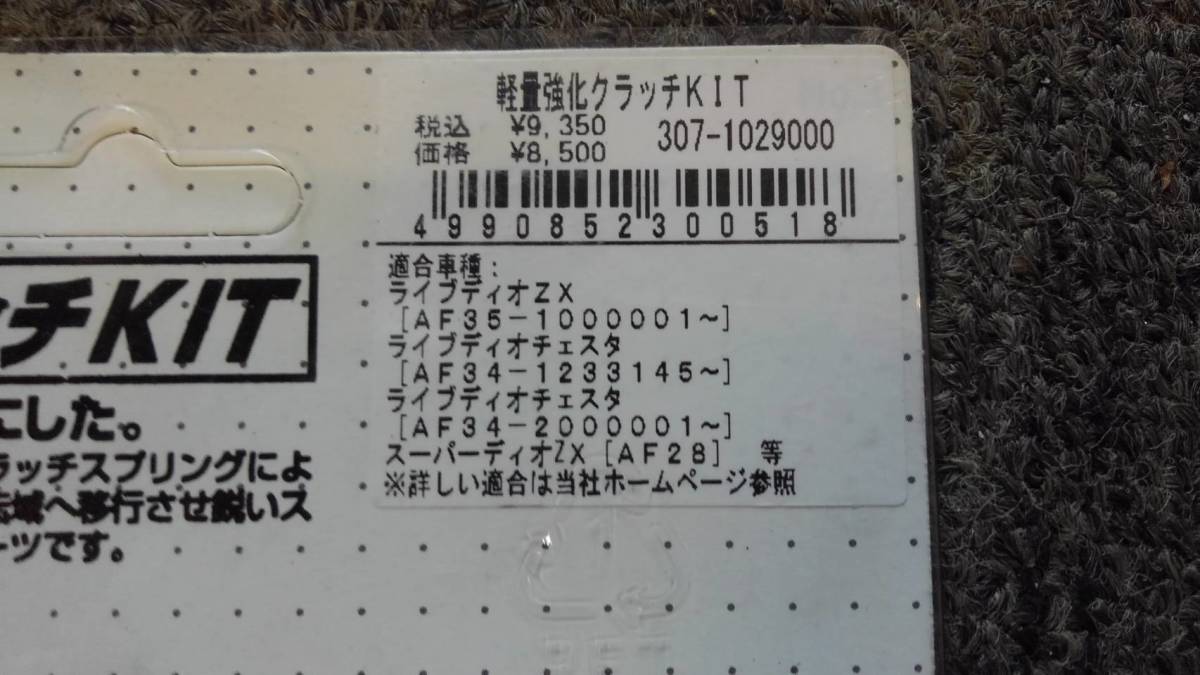 軽量強化クラッチKIT
税込 ¥9,350
価格 ¥8,500
307-1029000
4990852300518
適合車種:
ライブディオZX
[AF35-1000001~]
ライブディオチェスタ
[AF34-1233145~]
ライブディオチェスタ
[AF34-2000001~]
スーパーディオZX [AF28] 等
※詳しい適合は当社ホームページ参照
チKIT
にした。
ラッチスプリングによ
域へ移行させ鋭いス
ーツです。
PET